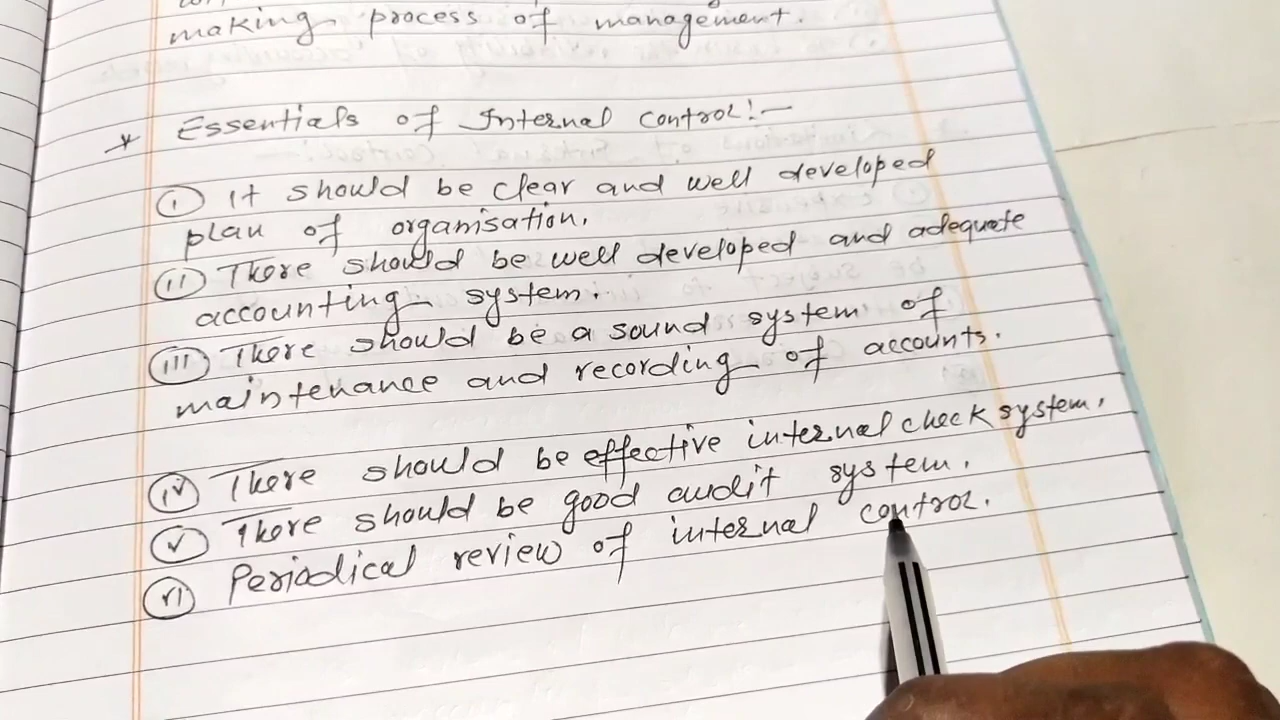 making process of management.
* Essentials of Internal control:-
(i) It should be clear and well developed
plan of organisation.
(ii) There should be well developed and adequate
accounting system.
(iii) There should be a sound system of
maintenance and recording of accounts.
(iv) There should be effective internal check system.
(v) There should be good audit system.
(vi) Periodical review of internal control.